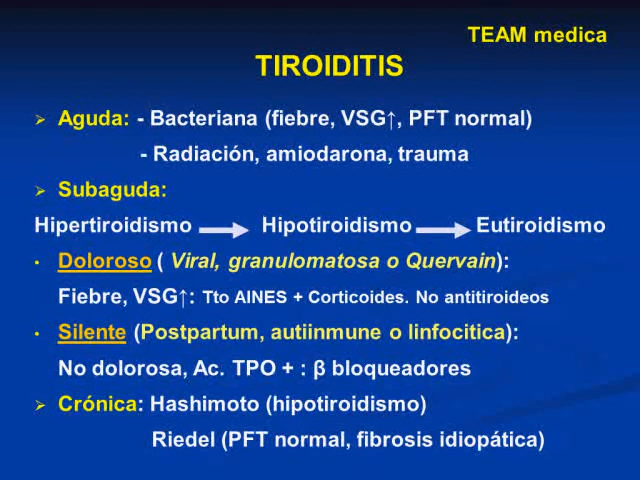 TEAM medica
TIROIDITIS
➢ Aguda: - Bacteriana (fiebre, VSG↑, PFT normal)
- Radiación, amiodarona, trauma
➢ Subaguda:
Hipertiroidismo ⟶ Hipotiroidismo ⟶ Eutiroidismo
• Doloroso ( Viral, granulomatosa o Quervain):
Fiebre, VSG↑: Tto AINES + Corticoides. No antitiroideos
• Silente (Postpartum, autiinmune o linfocitica):
No dolorosa, Ac. TPO + : β bloqueadores
➢ Crónica: Hashimoto (hipotiroidismo)
Riedel (PFT normal, fibrosis idiopática)